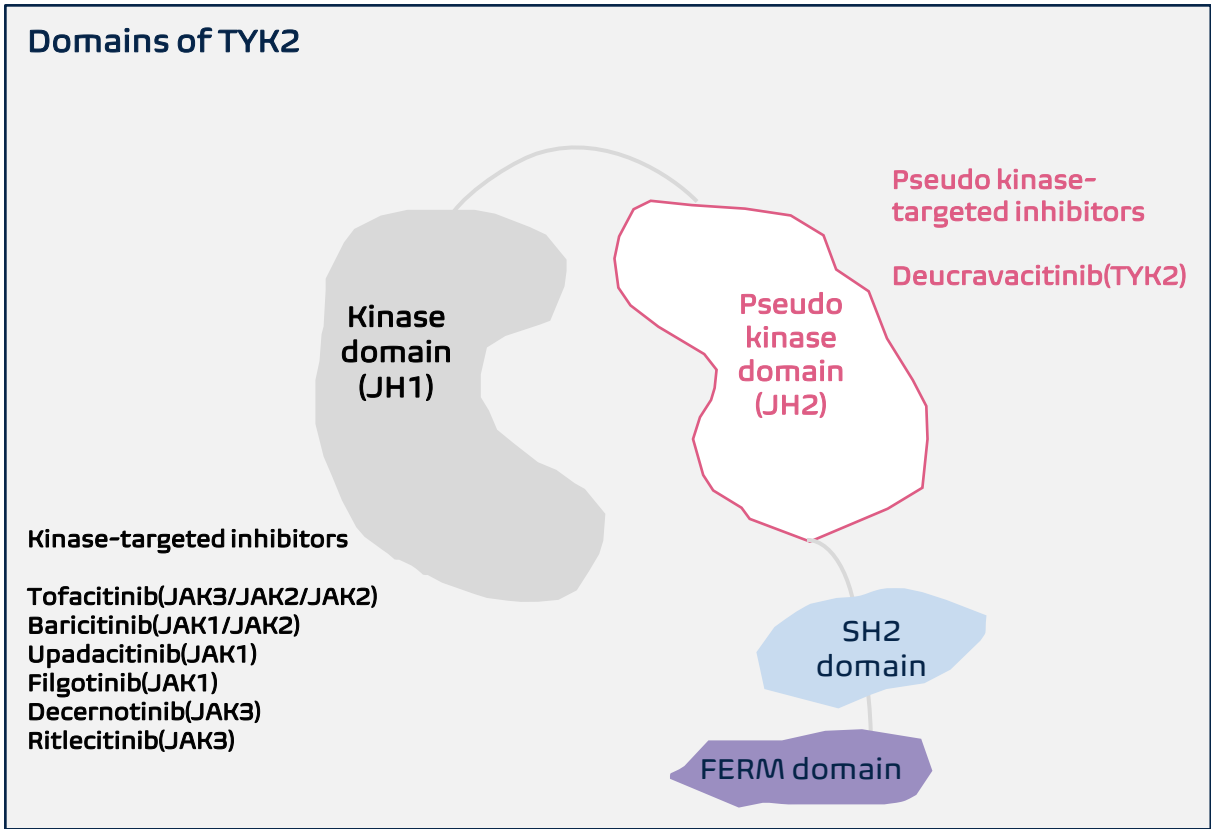 Domains of TYK2
Pseudo kinase-
targeted inhibitors
Deucravacitinib(TYK2)
Kinase
domain
(JH1)
Pseudo
kinase
domain
(JH2)
Kinase-targeted inhibitors
Tofacitinib(JAK3/JAK2/JAK2)
Baricitinib(JAK1/JAK2)
Upadacitinib(JAK1)
Filgotinib(JAK1)
Decernotinib(JAK3)
Ritlecitinib(JAK3)
SH2
domain
FERM domain